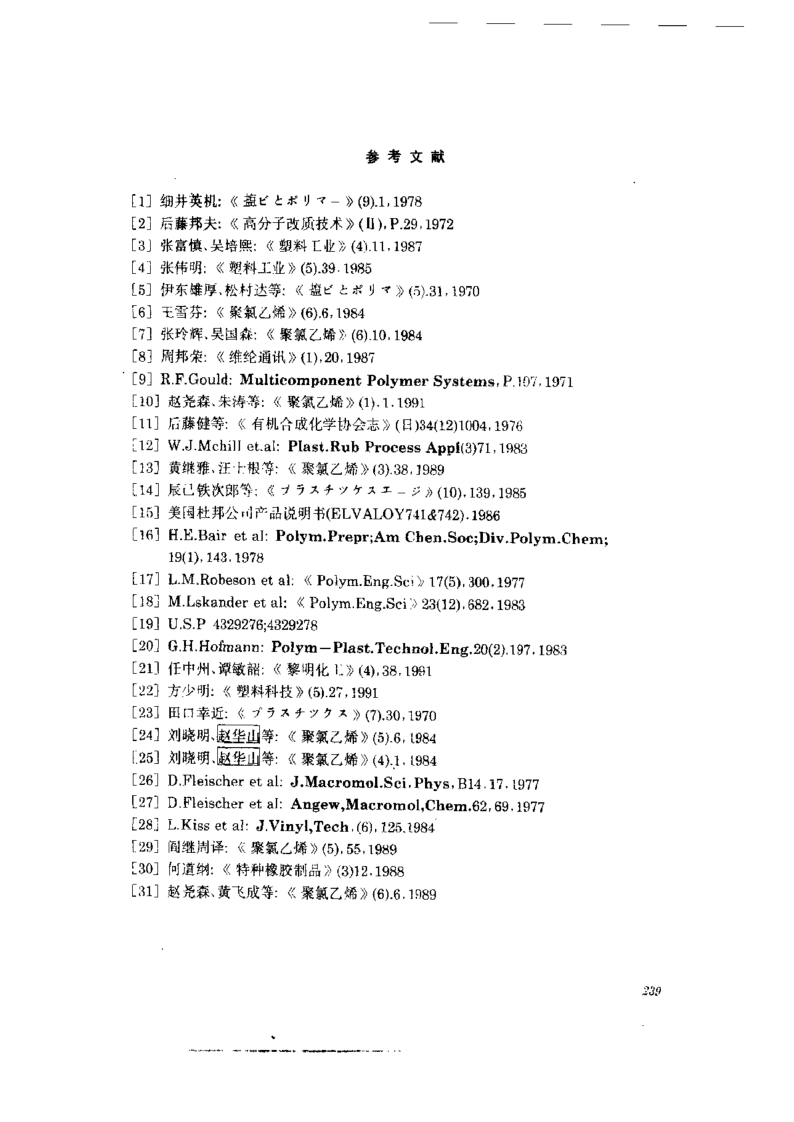 参考文献
[1] 细井英机:《塩ビとポリマー》(9).1,1978
[2] 后藤邦夫:《高分子改质技术》(Ⅱ),P.29,1972
[3] 张富慎、吴培熙:《塑料工业》(4).11,1987
[4] 张伟明:《塑料工业》(5).39.1985
[5] 伊东雄厚、松村达等:《塩ビとポリマ》(5).31,1970
[6] 王雪芬:《聚氯乙烯》(6).6,1984
[7] 张玲辉、吴国森:《聚氯乙烯》(6).10,1984
[8] 周邦荣:《维纶通讯》(1),20,1987
[9] R.F.Gould: Multicomponent Polymer Systems, P.107,1971
[10] 赵尧森、朱涛等:《聚氯乙烯》(1).1.1991
[11] 后藤健等:《有机合成化学协会志》(日)34(12)1004,1976
[12] W.J.Mchill et.al: Plast.Rub Process Appl(3)71,1983
[13] 黄继雅、汪十根等:《聚氯乙烯》(3).38,1989
[14] 辰巳铁次郎等:《プラスチツケスエージ》(10),139,1985
[15] 美国杜邦公司产品说明书(ELVALOY741&742).1986
[16] H.E.Bair et al: Polym.Prepr;Am Chen.Soc;Div.Polym.Chem;
19(1),143,1978
[17] L.M.Robeson et al:《Polym.Eng.Sci》17(5),300,1977
[18] M.Lskander et al:《Polym.Eng.Sci》23(12),682,1983
[19] U.S.P 4329276;4329278
[20] G.H.Hofmann: Polym—Plast.Technol.Eng.20(2).197,1983
[21] 任中州、谭敏韶:《黎明化工》(4),38,1991
[22] 方少明:《塑料科技》(5).27,1991
[23] 田口幸近:《プラスチツクス》(7).30,1970
[24] 刘晓明、赵华山等:《聚氯乙烯》(5).6,1984
[25] 刘晓明、赵华山等:《聚氯乙烯》(4).1,1984
[26] D.Fleischer et al: J.Macromol.Sci.Phys,B14.17.1977
[27] D.Fleischer et al: Angew,Macromol,Chem.62,69.1977
[28] L.Kiss et al: J.Vinyl,Tech.(6),125.1984
[29] 阎继周译:《聚氯乙烯》(5),55,1989
[30] 何道纲:《特种橡胶制品》(3)12.1988
[31] 赵尧森、黄飞成等:《聚氯乙烯》(6).6.1989
239